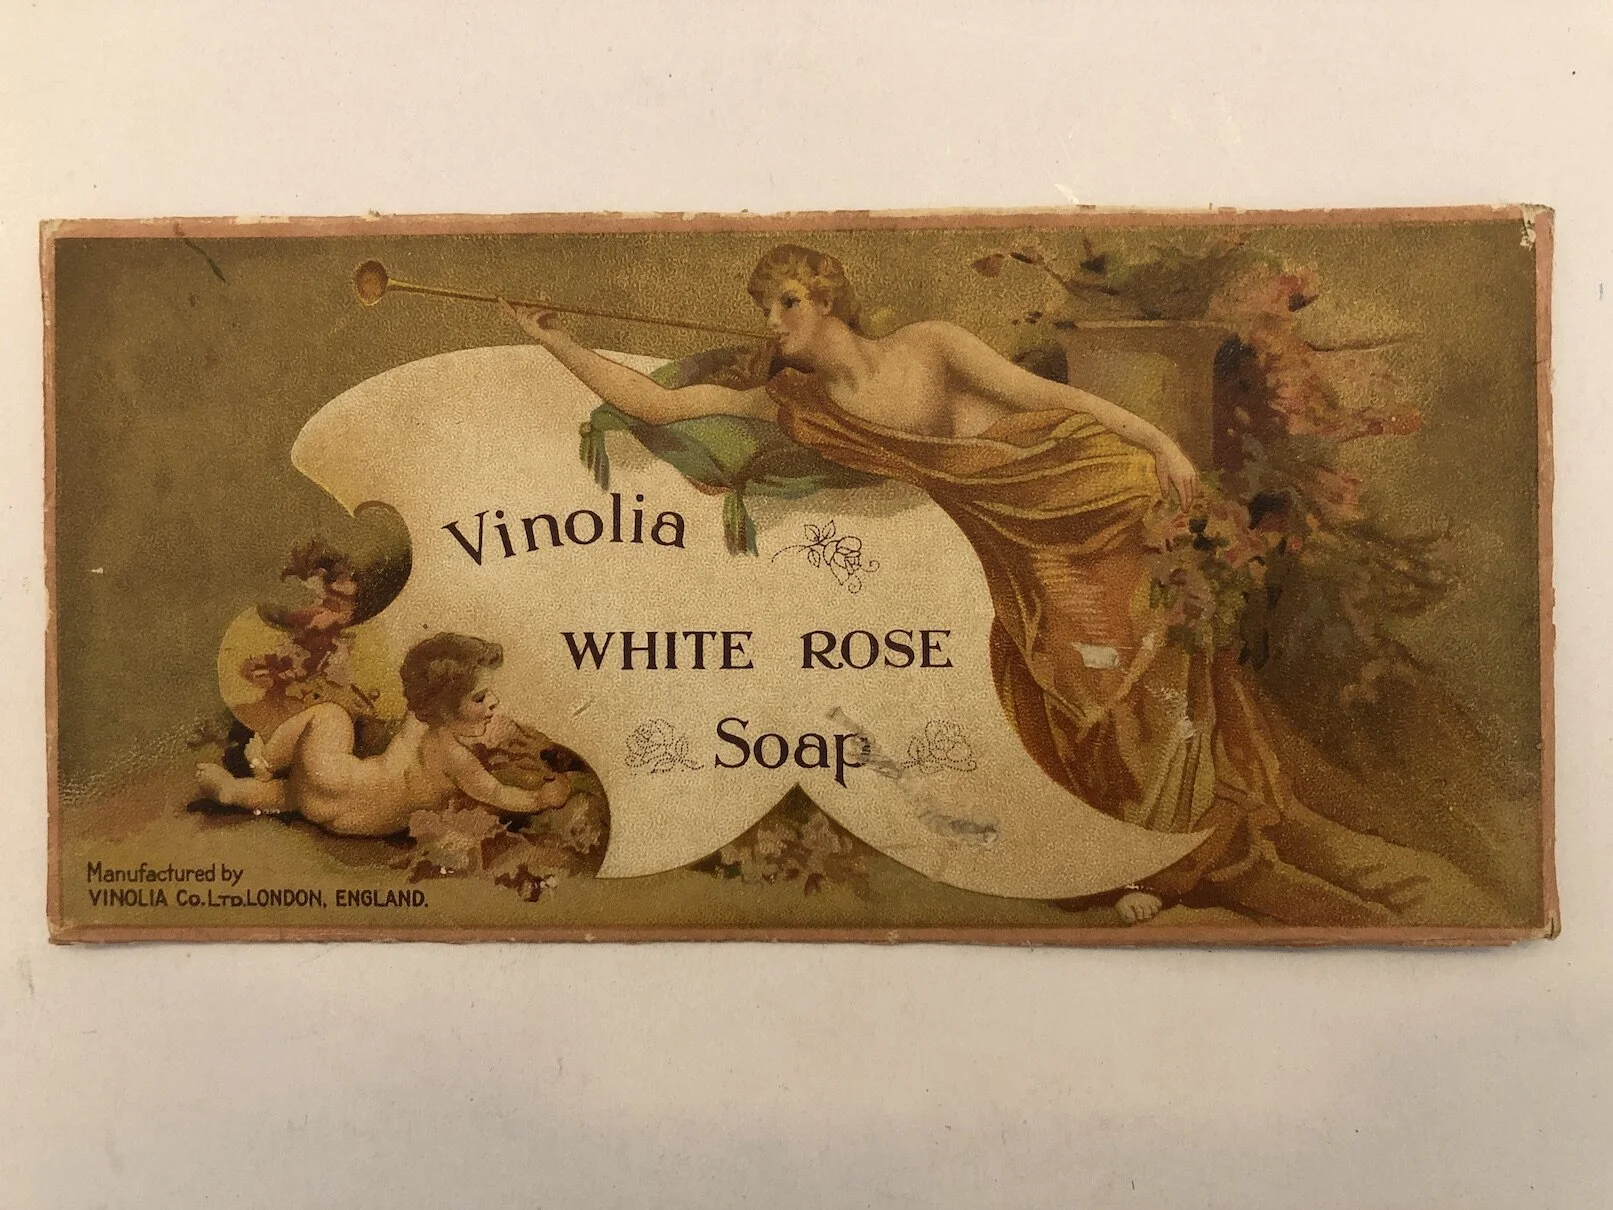 Vinolia
WHITE ROSE
Soap
Manufactured by
VINOLIA Co. LTD. LONDON, ENGLAND.